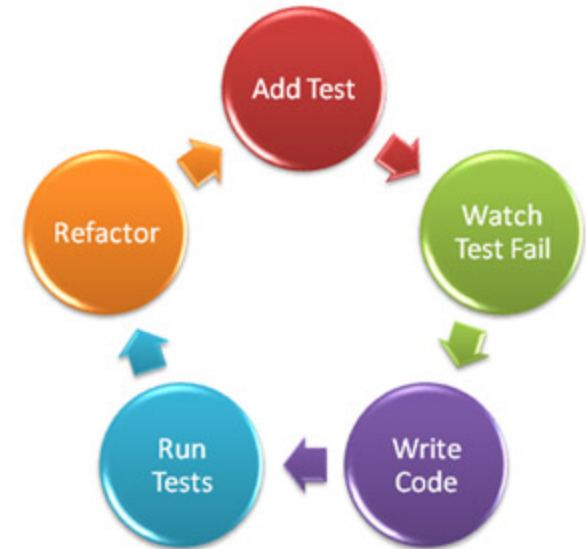 Add Test
Watch
Test Fail
Write
Code
Run
Tests
Refactor